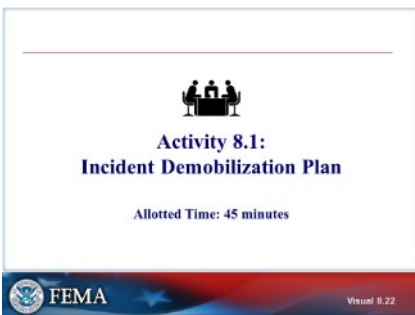 Activity 8.1:
Incident Demobilization Plan
Allotted Time: 45 minutes
FEMA
Visual 8.22